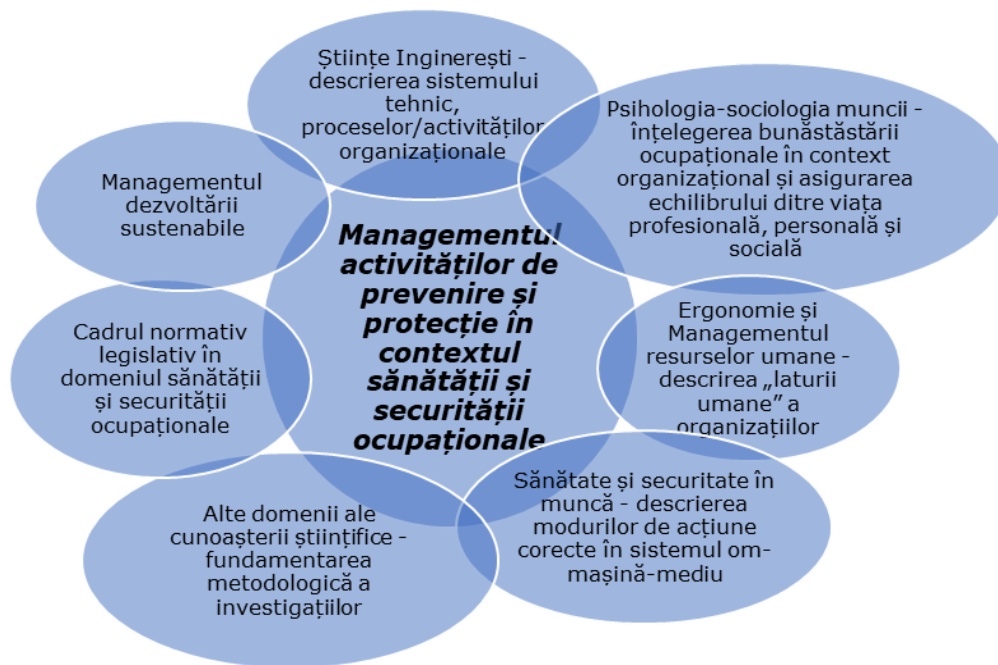 Științe Inginerești -
descrierea sistemului
tehnic,
proceselor/activităților
organizaționale
Psihologia-sociologia muncii -
înțelegerea bunăstăstării
ocupaționale în context
organizațional și asigurarea
echilibrului ditre viața
profesională, personală și
socială
Managementul
dezvoltării
sustenabile
Managementul
activităților de
prevenire și
protecție în
contextul
sănătății și
securității
ocupaționale
Ergonomie și
Managementul
resurselor umane -
descrirea „laturii
umane” a
organizațiilor
Cadrul normativ
legislativ în
domeniul sănătății
și securității
ocupaționale
Sănătate și securitate în
muncă - descrierea
modurilor de acțiune
corecte în sistemul om-
mașină-mediu
Alte domenii ale
cunoașterii științifice -
fundamentarea
metodologică a
investigațiilor